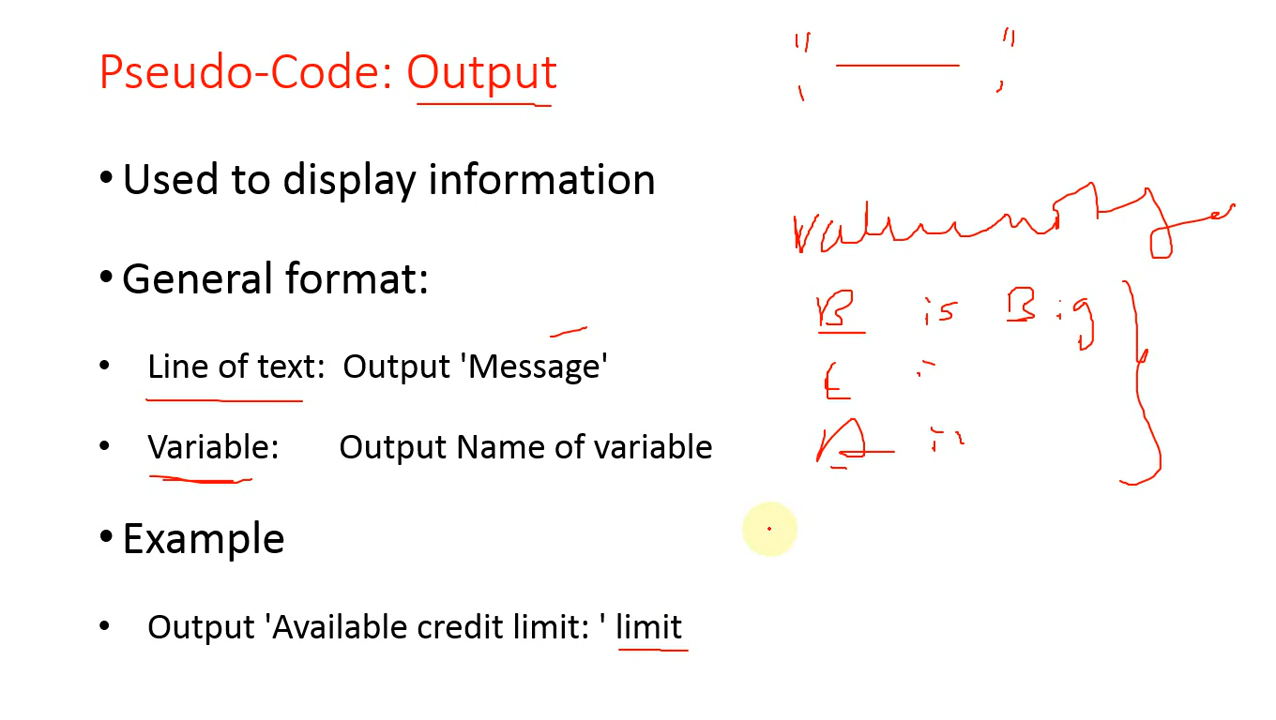 Pseudo-Code: Output
" "
' '
• Used to display information
• General format:
B is Big
• Line of text: Output 'Message'
E i
• Variable: Output Name of variable
A is
• Example
• Output 'Available credit limit: ' limit